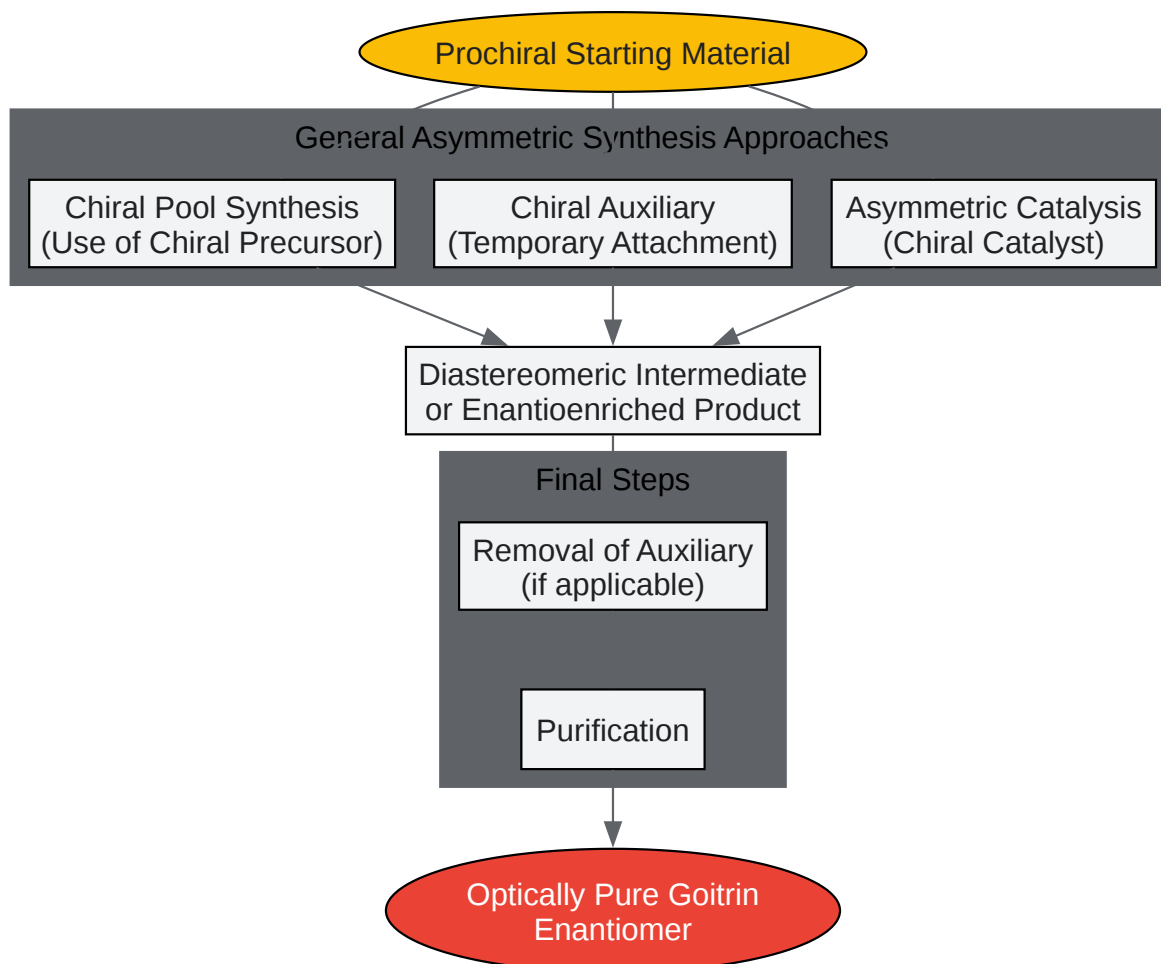 Prochiral Starting Material
General Asymmetric Synthesis Approaches
Chiral Pool Synthesis
(Use of Chiral Precursor)
Chiral Auxiliary
(Temporary Attachment)
Asymmetric Catalysis
(Chiral Catalyst)
Diastereomeric Intermediate
or Enantioenriched Product
Final Steps
Removal of Auxiliary
(if applicable)
Purification
Optically Pure Goitrin
Enantiomer